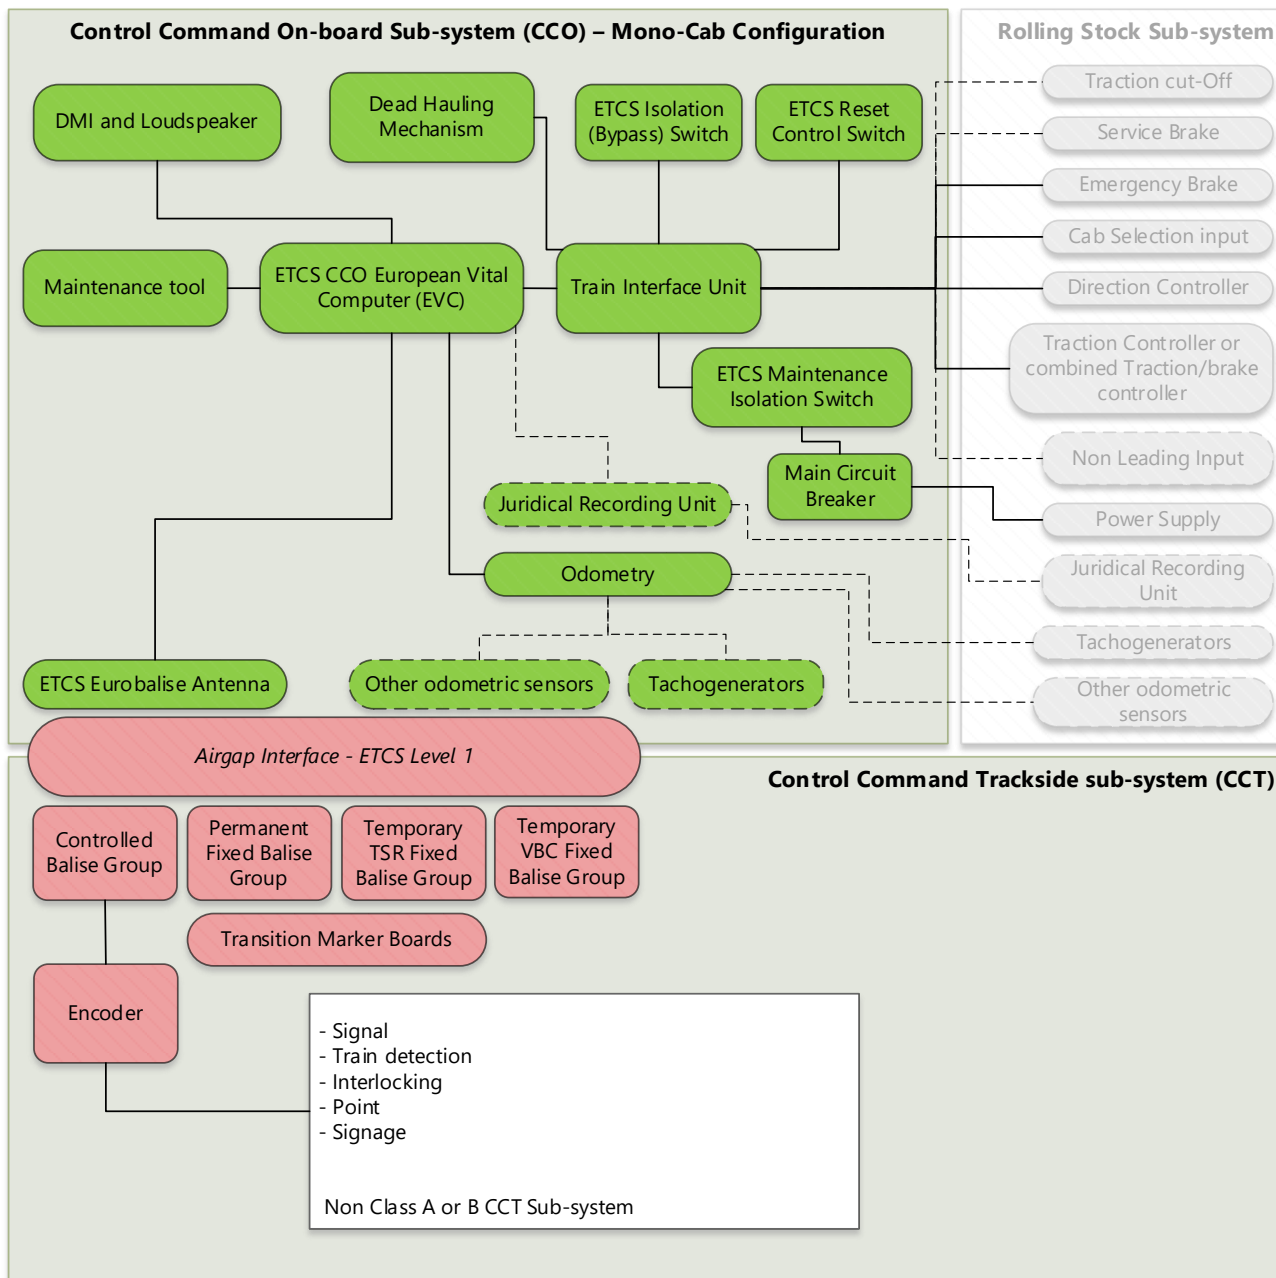 Control Command On-board Sub-system (CCO) – Mono-Cab Configuration
Rolling Stock Sub-system
DMI and Loudspeaker
Dead Hauling
Mechanism
ETCS Isolation
(Bypass) Switch
ETCS Reset
Control Switch
Traction cut-Off
Service Brake
Emergency Brake
Cab Selection input
Direction Controller
Traction Controller or
combined Traction/brake
controller
Non Leading Input
Power Supply
Juridical Recording
Unit
Tachogenerators
Other odometric
sensors
Maintenance tool
ETCS CCO European Vital
Computer (EVC)
Train Interface Unit
ETCS Maintenance
Isolation Switch
Main Circuit
Breaker
Juridical Recording Unit
Odometry
ETCS Eurobalise Antenna
Other odometric sensors
Tachogenerators
Airgap Interface - ETCS Level 1
Control Command Trackside sub-system (CCT)
Controlled
Balise Group
Permanent
Fixed Balise
Group
Temporary
TSR Fixed
Balise Group
Temporary
VBC Fixed
Balise Group
Transition Marker Boards
Encoder
- Signal
- Train detection
- Interlocking
- Point
- Signage
Non Class A or B CCT Sub-system